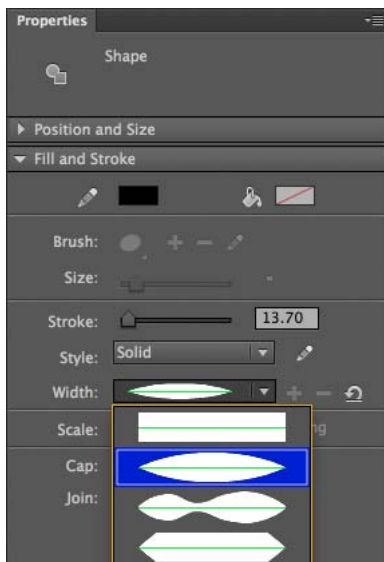 Properties
Shape
Position and Size
Fill and Stroke
Brush:
Size:
Stroke: 13.70
Style: Solid
Width:
Scale: ng
Cap:
Join: